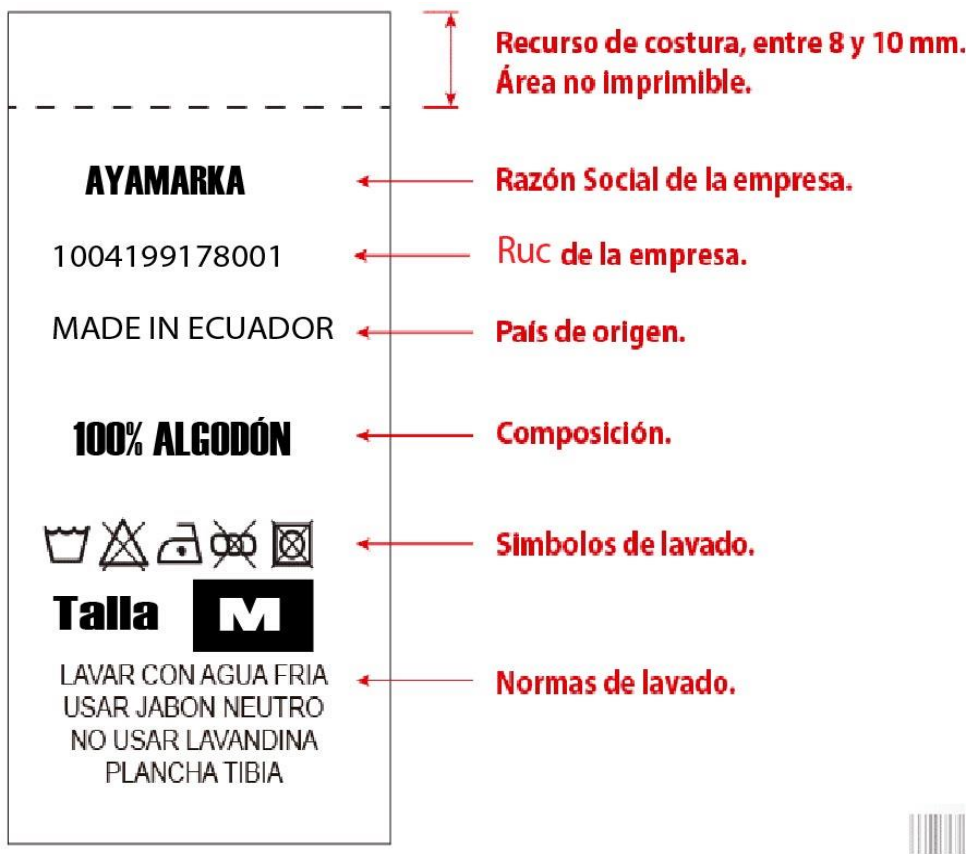 Recurso de costura, entre 8 y 10 mm.
Área no imprimible.
AYAMARKA
Razón Social de la empresa.
1004199178001
Ruc de la empresa.
MADE IN ECUADOR
País de origen.
100% ALGODÓN
Composición.
Simbolos de lavado.
Talla M
LAVAR CON AGUA FRIA
Normas de lavado.
USAR JABON NEUTRO
NO USAR LAVANDINA
PLANCHA TIBIA